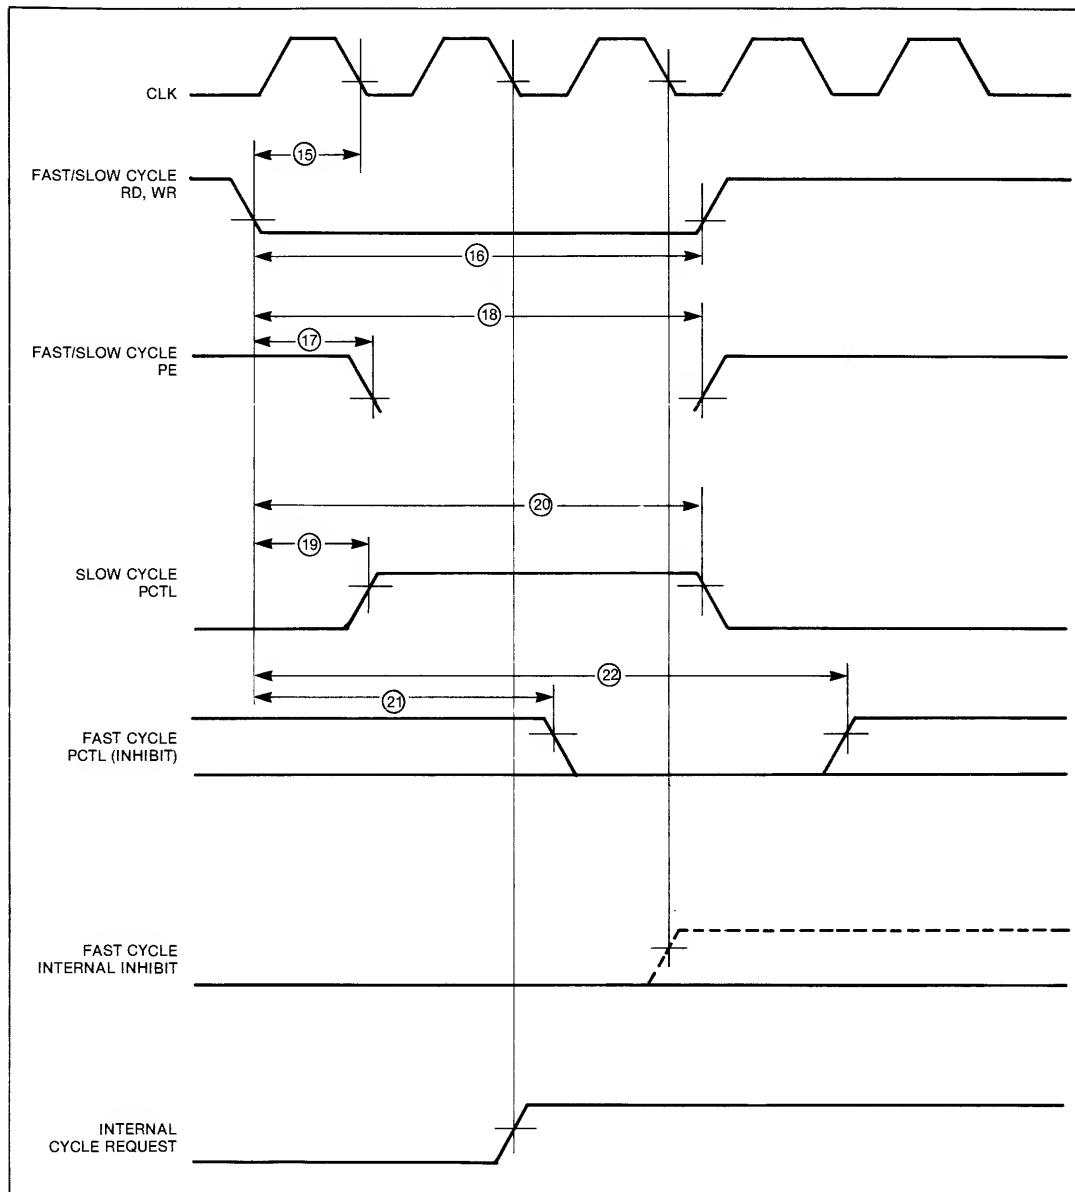 CLK
15
FAST/SLOW CYCLE
RD, WR
16
18
17
FAST/SLOW CYCLE
PE
20
19
SLOW CYCLE
PCTL
22
21
FAST CYCLE
PCTL (INHIBIT)
FAST CYCLE
INTERNAL INHIBIT
INTERNAL
CYCLE REQUEST